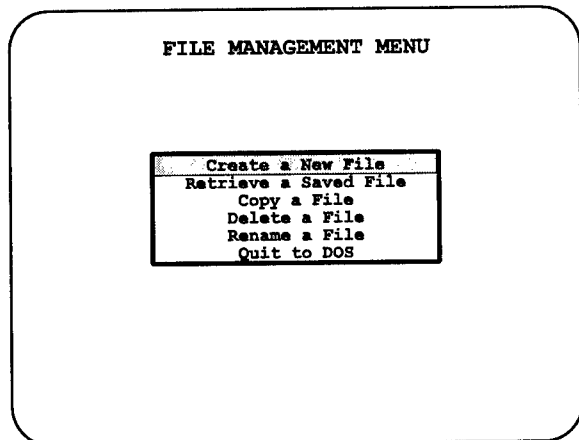 FILE MANAGEMENT MENU
Create a New File
Retrieve a Saved File
Copy a File
Delete a File
Rename a File
Quit to DOS